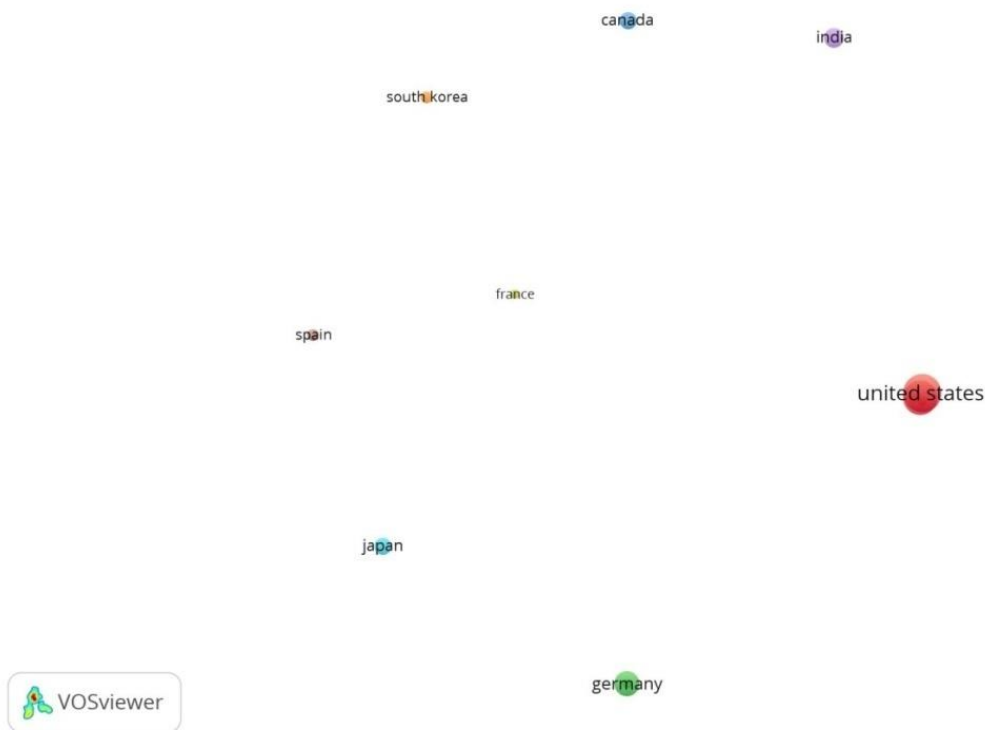 canada
india
south korea
france
spain
united states
japan
germany
VOSviewer